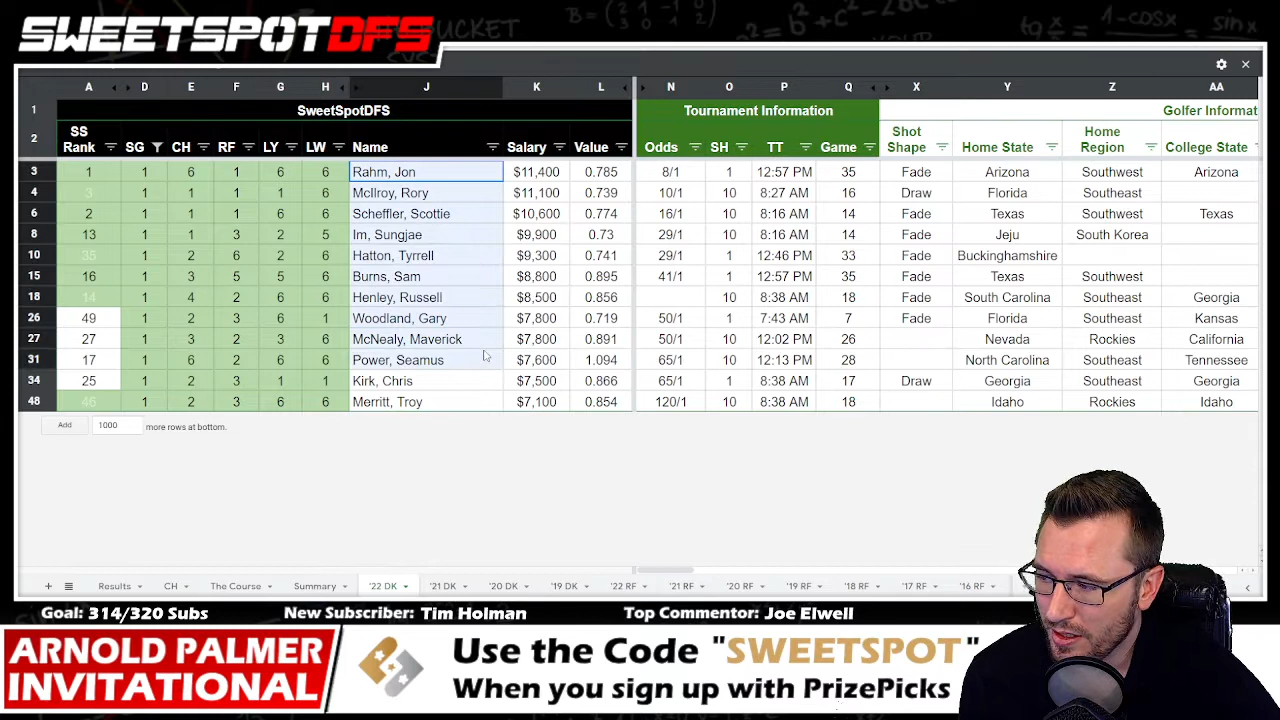 SWEETSPOTDFS
A D E F G H J K L N O P Q X Y Z AA
1 SweetSpotDFS Tournament Information Golfer Informat
2 SS Rank SG CH RF LY LW Name Salary Value Odds SH TT Game Shot Shape Home State Home Region College State
3 1 1 6 1 6 6 Rahm, Jon $11,400 0.785 8/1 1 12:57 PM 35 Fade Arizona Southwest Arizona
4 3 1 1 1 1 6 McIlroy, Rory $11,100 0.739 10/1 10 8:27 AM 16 Draw Florida Southeast
6 2 1 1 1 6 6 Scheffler, Scottie $10,600 0.774 16/1 10 8:16 AM 14 Fade Texas Southwest Texas
8 13 1 1 3 2 5 Im, Sungjae $9,900 0.73 29/1 10 8:16 AM 14 Fade Jeju South Korea
10 35 1 2 6 2 6 Hatton, Tyrrell $9,300 0.741 29/1 1 12:46 PM 33 Fade Buckinghamshire
15 16 1 3 5 5 6 Burns, Sam $8,800 0.895 41/1 1 12:57 PM 35 Fade Texas Southwest
18 14 1 4 2 6 6 Henley, Russell $8,500 0.856 10 8:38 AM 18 Fade South Carolina Southeast Georgia
26 49 1 2 3 6 1 Woodland, Gary $7,800 0.719 50/1 10 7:43 AM 7 Fade Florida Southeast Kansas
27 27 1 3 2 3 6 McNealy, Maverick $7,800 0.891 50/1 10 12:02 PM 26 Nevada Rockies California
31 17 1 6 2 6 6 Power, Seamus $7,600 1.094 65/1 10 12:13 PM 28 North Carolina Southeast Tennessee
34 25 1 2 3 1 1 Kirk, Chris $7,500 0.866 65/1 1 8:38 AM 17 Draw Georgia Southeast Georgia
48 46 1 2 3 6 6 Merritt, Troy $7,100 0.854 120/1 10 8:38 AM 18 Idaho Rockies Idaho
Add 1000 more rows at bottom.
Results CH The Course Summary '22 DK '21 DK '20 DK '19 DK '22 RF '21 RF '20 RF '19 RF '18 RF '17 RF '16 RF
Goal: 314/320 Subs New Subscriber: Tim Holman Top Commentor: Joe Elwell
ARNOLD PALMER
INVITATIONAL
Use the Code "SWEETSPOT"
When you sign up with PrizePicks